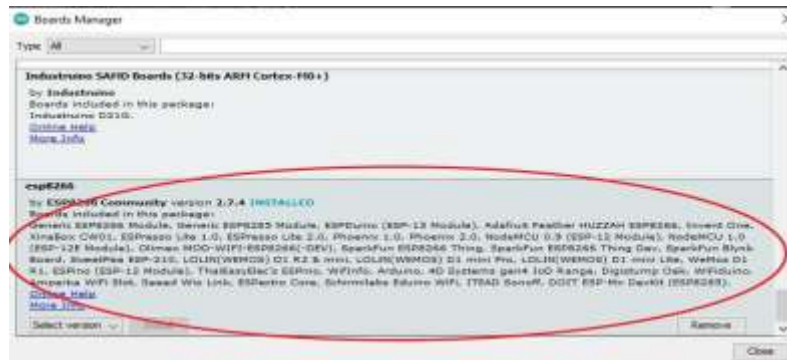 Boards Manager
Type All
Industruino SAMD Boards (32-bits ARM Cortex-M0+)
by Industruino
Boards included in this package:
Industruino D21G.
Online Help
More Info
esp8266
by ESP8266 Community version 2.7.4 INSTALLED
Boards included in this package:
Generic ESP8266 Module, Generic ESP8285 Module, ESPDuino (ESP-13 Module), Adafruit Feather HUZZAH ESP8266, Invent One,
XinaBox CW01, ESPresso Lite 1.0, ESPresso Lite 2.0, Phoenix 1.0, Phoenix 2.0, NodeMCU 0.9 (ESP-12 Module), NodeMCU 1.0
(ESP-12E Module), Olimex MOD-WIFI-ESP8266(-DEV), SparkFun ESP8266 Thing, SparkFun ESP8266 Thing Dev, SparkFun Blynk
Board, SweetPea ESP-210, LOLIN(WEMOS) D1 R2 & mini, LOLIN(WEMOS) D1 mini Pro, LOLIN(WEMOS) D1 mini Lite, WeMos D1
R1, ESPino (ESP-12 Module), ThaiEasyElec's ESPino, WifInfo, Arduino, 4D Systems gen4 IoD Range, Digistump Oak, WiFiduino,
Amperka WiFi Slot, Seeed Wio Link, ESPectro Core, Schirmilabs Eduino WiFi, ITEAD Sonoff, DOIT ESP-Mx DevKit (ESP8285).
Online Help
More Info
Select version
Remove
Close